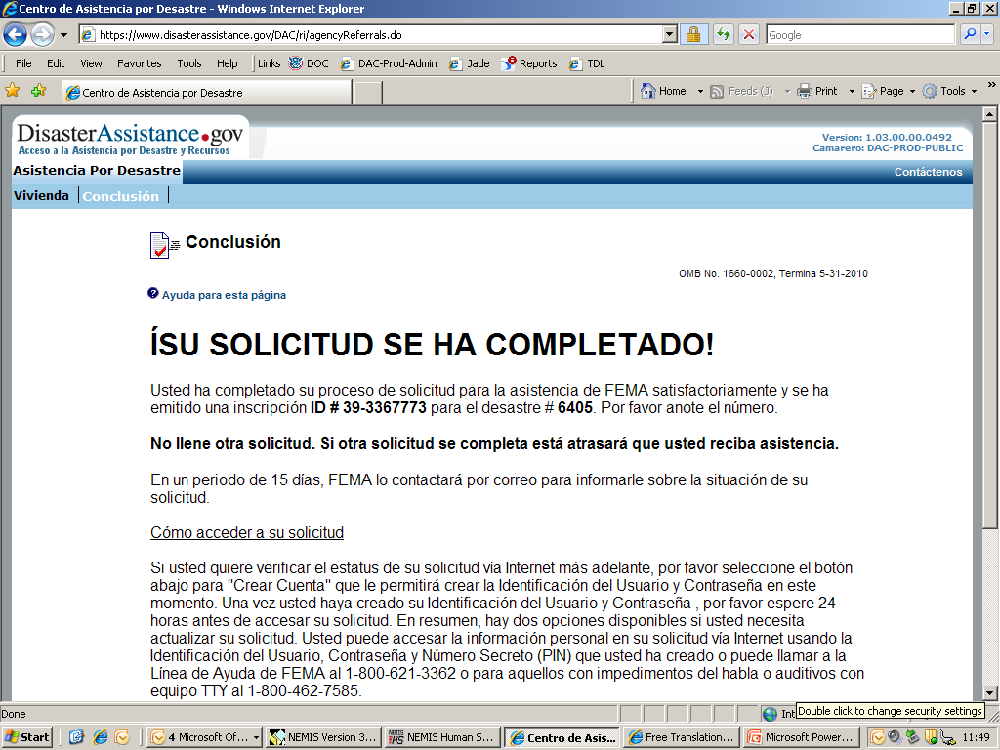 Centro de Asistencia por Desastre - Windows Internet Explorer
https://www.disasterassistance.gov/DAC/ri/agencyReferrals.do
Google
File Edit View Favorites Tools Help Links DOC DAC-Prod-Admin Jade Reports TDL
Centro de Asistencia por Desastre
Home Feeds (J) Print Page Tools
DisasterAssistance.gov
Acceso a la Asistencia por Desastre y Recursos
Version: 1.03.00.00.0492
Camarero: DAC-PROD-PUBLIC
Asistencia Por Desastre
Contáctenos
Vivienda Conclusión
Conclusión
OMB No. 1660-0002, Termina 5-31-2010
Ayuda para esta página
ÍSU SOLICITUD SE HA COMPLETADO!
Usted ha completado su proceso de solicitud para la asistencia de FEMA satisfactoriamente y se ha
emitido una inscripción ID # 39-3367773 para el desastre # 6405. Por favor anote el número.
No llene otra solicitud. Si otra solicitud se completa está atrasará que usted reciba asistencia.
En un periodo de 15 días, FEMA lo contactará por correo para informarle sobre la situación de su
solicitud.
Cómo acceder a su solicitud
Si usted quiere verificar el estatus de su solicitud vía Internet más adelante, por favor seleccione el botón
abajo para "Crear Cuenta" que le permitirá crear la Identificación del Usuario y Contraseña en este
momento. Una vez usted haya creado su Identificación del Usuario y Contraseña , por favor espere 24
horas antes de accesar su solicitud. En resumen, hay dos opciones disponibles si usted necesita
actualizar su solicitud. Usted puede accesar la información personal en su solicitud vía Internet usando la
Identificación del Usuario, Contraseña y Número Secreto (PIN) que usted ha creado o puede llamar a la
Línea de Ayuda de FEMA al 1-800-621-3362 o para aquellos con impedimentos del habla o auditivos con
equipo TTY al 1-800-462-7585.
Done
Int
Double click to change security settings
Start 4 Microsoft Of... NEMIS Version 3... NEMIS Human S... Centro de Asis... Free Translation... Microsoft Power... 11:49